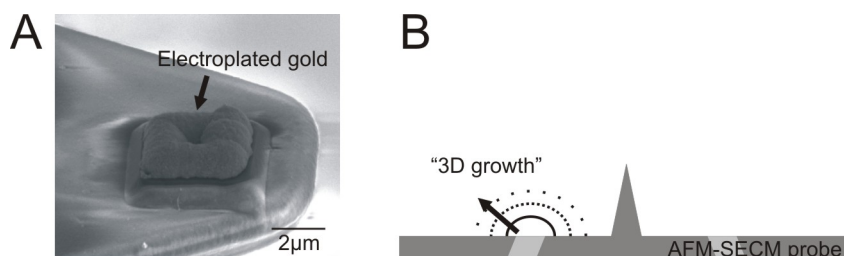 A
Electroplated gold
2µm
B
“3D growth”
AFM-SECM probe